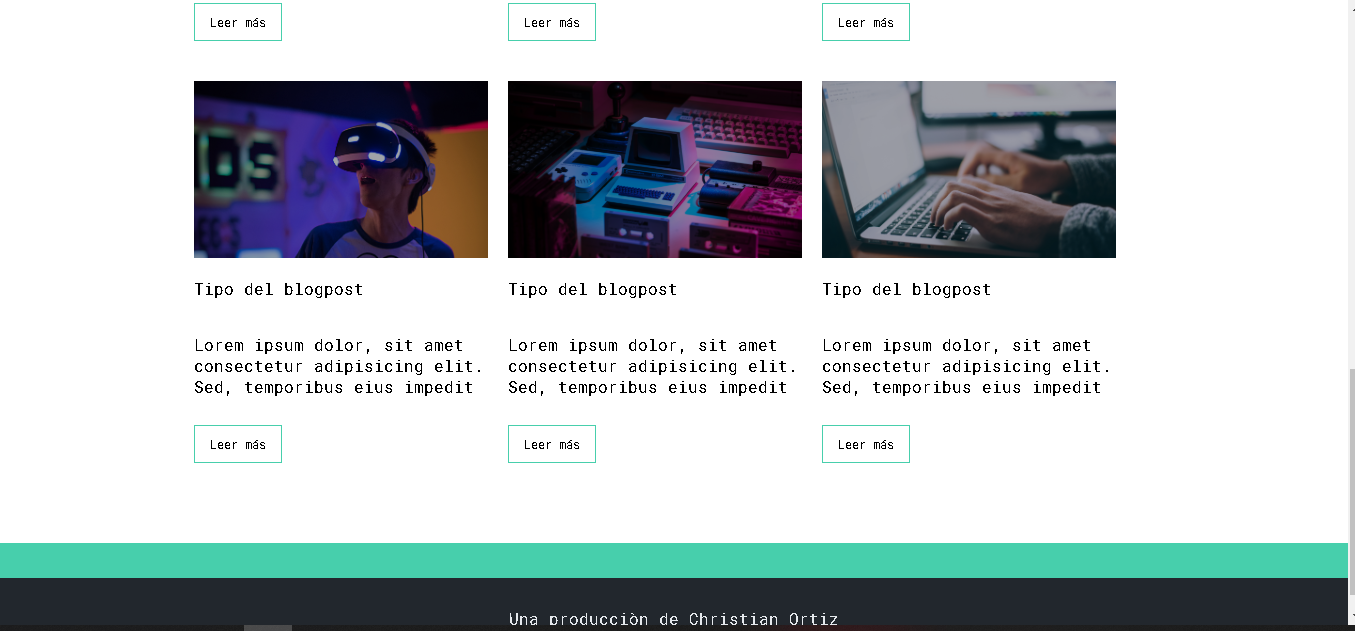 Leer más
Leer más
Leer más
Tipo del blogpost
Tipo del blogpost
Tipo del blogpost
Lorem ipsum dolor, sit amet
consectetur adipisicing elit.
Sed, temporibus eius impedit
Lorem ipsum dolor, sit amet
consectetur adipisicing elit.
Sed, temporibus eius impedit
Lorem ipsum dolor, sit amet
consectetur adipisicing elit.
Sed, temporibus eius impedit
Leer más
Leer más
Leer más
Una producciòn de Christian Ortiz